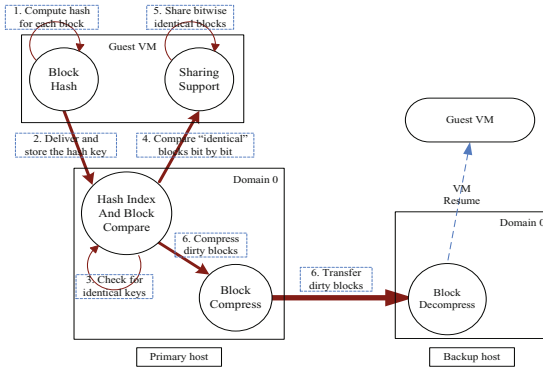 1. Compute hash
for each block
5. Share bitwise
identical blocks
Guest VM
Block
Hash
Sharing
Support
2. Deliver and
store the hash key
4. Compare “identical”
blocks bit by bit
Guest VM
Domain 0
Hash Index
And Block
Compare
VM
Resume
Domain 0
6. Compress
dirty blocks
3. Check for
identical keys
Block
Compress
6. Transfer
dirty blocks
Block
Decompress
Primary host
Backup host